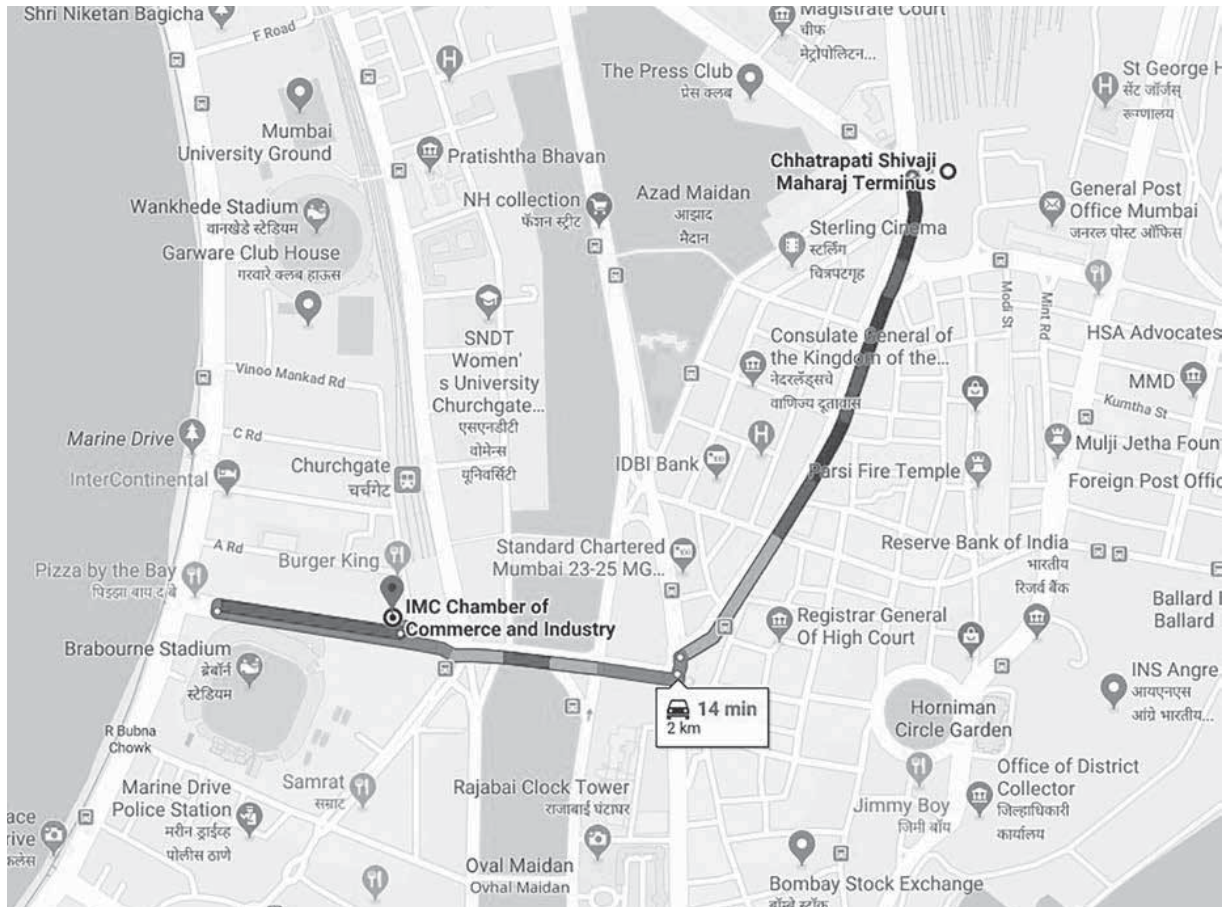 Shri Niketan Bagicha
F Road
Mumbai
University Ground
Wankhede Stadium
वानखेडे स्टेडियम
Garware Club House
गरवारे क्लब हाऊस
Vinoo Mankad Rd
C Rd
Marine Drive
InterContinental
A Rd
Pizza by the Bay
पिझ्झा बाय द बे
Brabourne Stadium
ब्रेबॉर्न
स्टेडियम
R Bubna
Chowk
Marine Drive
Police Station
मरीन ड्राईव्ह
पोलीस ठाणे
Samrat
सम्राट
H
Pratishtha Bhavan
NH collection
फॅशन स्ट्रीट
SNDT
Women'
s University
Churchgate...
एसएनडीटी
वोमेन्स
यूनिवर्सिटी
Churchgate
चर्चगेट
Burger King
IMC Chamber of
Commerce and Industry
Standard Chartered
Mumbai 23-25 MG...
IDBI Bank
H
14 min
2 km
Rajabai Clock Tower
राजाबाई घंटाघर
Oval Maidan
Ovhal Maidan
Magistrate Court
चीफ
मेट्रोपोलिटन...
The Press Club
प्रेस क्लब
Chhatrapati Shivaji
Maharaj Terminus
Azad Maidan
आझाद
मैदान
Sterling Cinema
स्टर्लिंग
चित्रपटगृह
Consulate General of
the Kingdom of the...
नेदरलँड्सचे
वाणिज्य दूतावास
Parsi Fire Temple
Reserve Bank of India
भारतीय
रिजर्व बैंक
Registrar General
Of High Court
Horniman
Circle Garden
Jimmy Boy
जिमी बॉय
Office of District
Collector
जिल्हाधिकारी
कार्यालय
Bombay Stock Exchange
St George H
सेंट जॉर्जस्
रुग्णालय
H
General Post
Office Mumbai
जनरल पोस्ट ऑफिस
Modi St
Mint Rd
HSA Advocates
MMD
Kumtha St
Mulji Jetha Foun
Foreign Post Offic
Ballard
Ballard
INS Angre
आयएनएस
आंग्रे भारतीय...